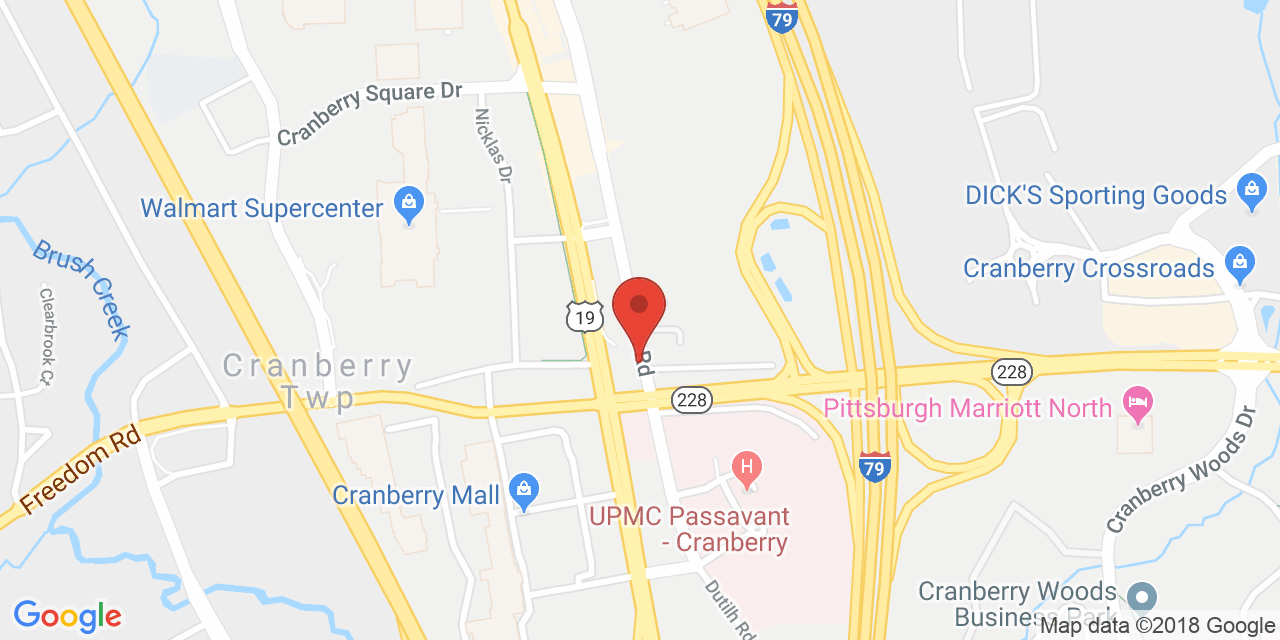 79
Cranberry Square Dr
Nicklas Dr
Walmart Supercenter
DICK'S Sporting Goods
Brush Creek
Cranberry Crossroads
Clearbrook Ct
19
Rd
Cranberry
Twp
228
228
Pittsburgh Marriott North
Freedom Rd
Cranberry Mall
H
79
Cranberry Woods Dr
UPMC Passavant
- Cranberry
Dutilh Rd
Cranberry Woods
Business Park
Google
Map data ©2018 Google